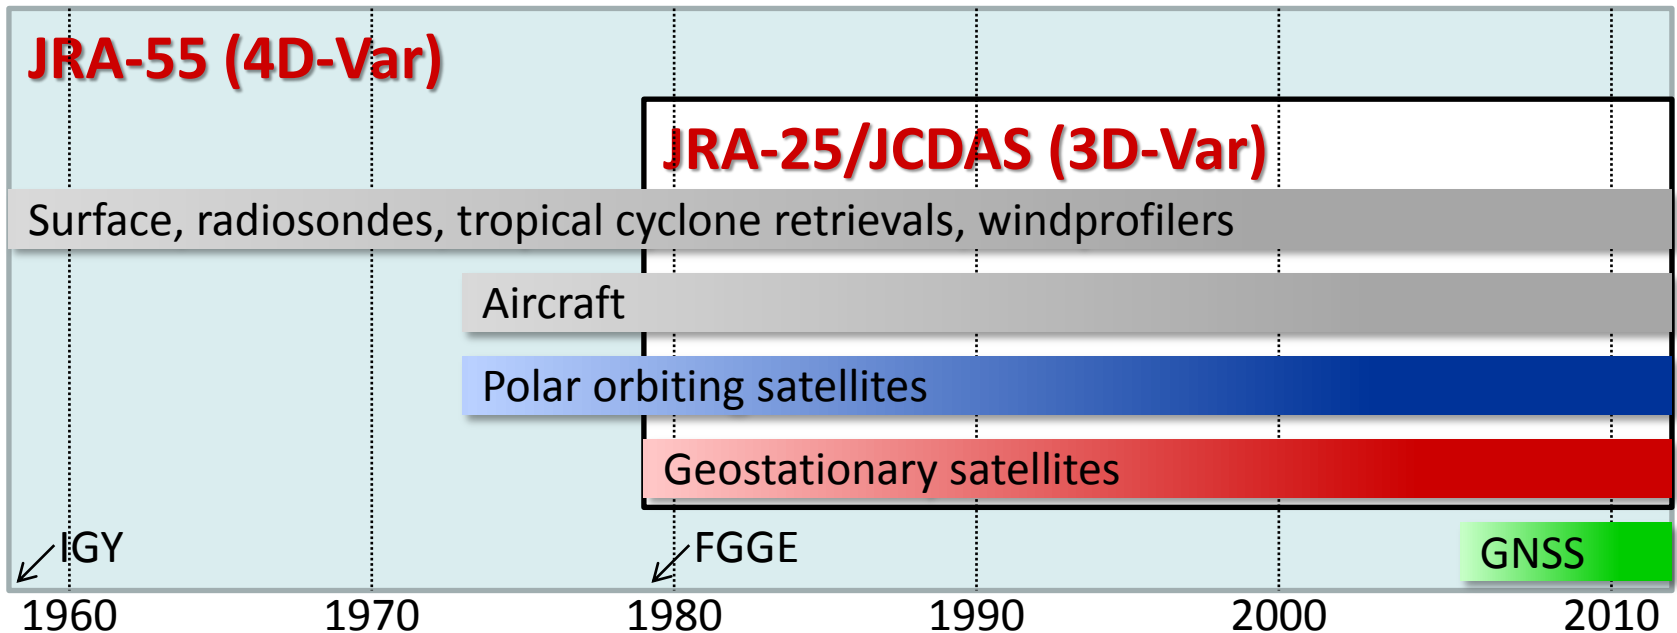 JRA-55 (4D-Var)
JRA-25/JCDAS (3D-Var)
Surface, radiosondes, tropical cyclone retrievals, windprofilers
Aircraft
Polar orbiting satellites
Geostationary satellites
IGY FGGE GNSS
1960 1970 1980 1990 2000 2010